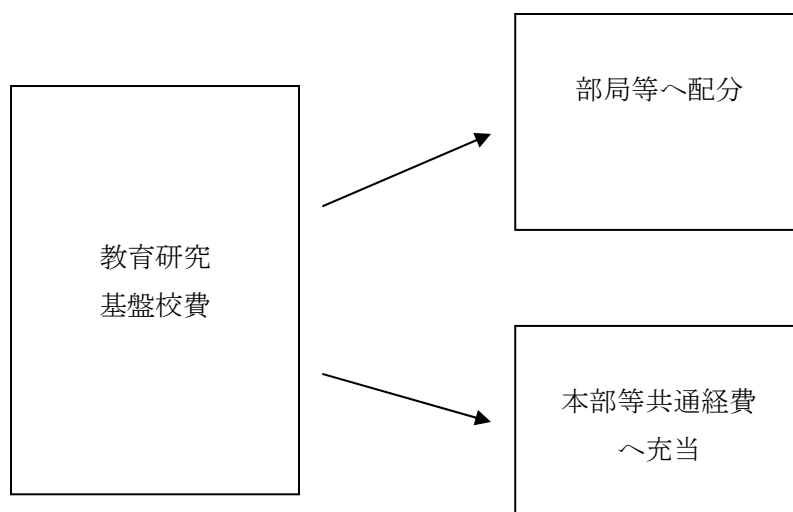 部局等へ配分
教育研究
基盤校費
本部等共通経費
へ充当